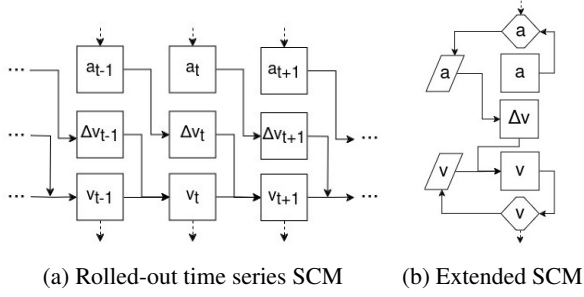 ... a_{t-1} a_t a_{t+1}
... Δv_{t-1} Δv_t Δv_{t+1} ...
... v_{t-1} v_t v_{t+1} ...
(a) Rolled-out time series SCM
a
a a
Δv
v v
v
(b) Extended SCM